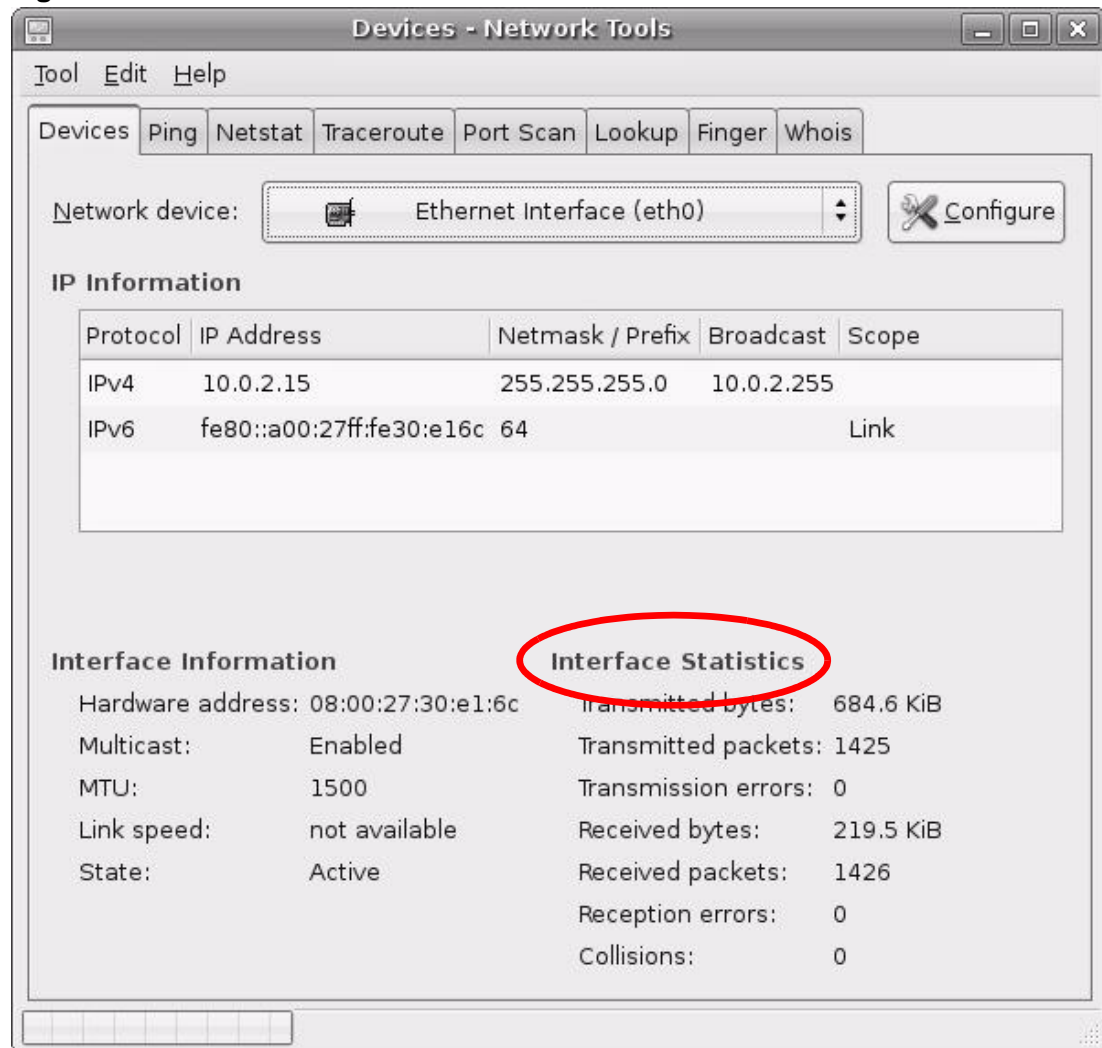 Devices - Network Tools
Tool Edit Help
Devices Ping Netstat Traceroute Port Scan Lookup Finger Whois
Network device: Ethernet Interface (eth0) Configure
IP Information
Protocol IP Address Netmask / Prefix Broadcast Scope
IPv4 10.0.2.15 255.255.255.0 10.0.2.255
IPv6 fe80::a00:27ff:fe30:e16c 64 Link
Interface Information
Hardware address: 08:00:27:30:e1:6c
Multicast: Enabled
MTU: 1500
Link speed: not available
State: Active
Interface Statistics
Transmitted bytes: 684.6 KiB
Transmitted packets: 1425
Transmission errors: 0
Received bytes: 219.5 KiB
Received packets: 1426
Reception errors: 0
Collisions: 0